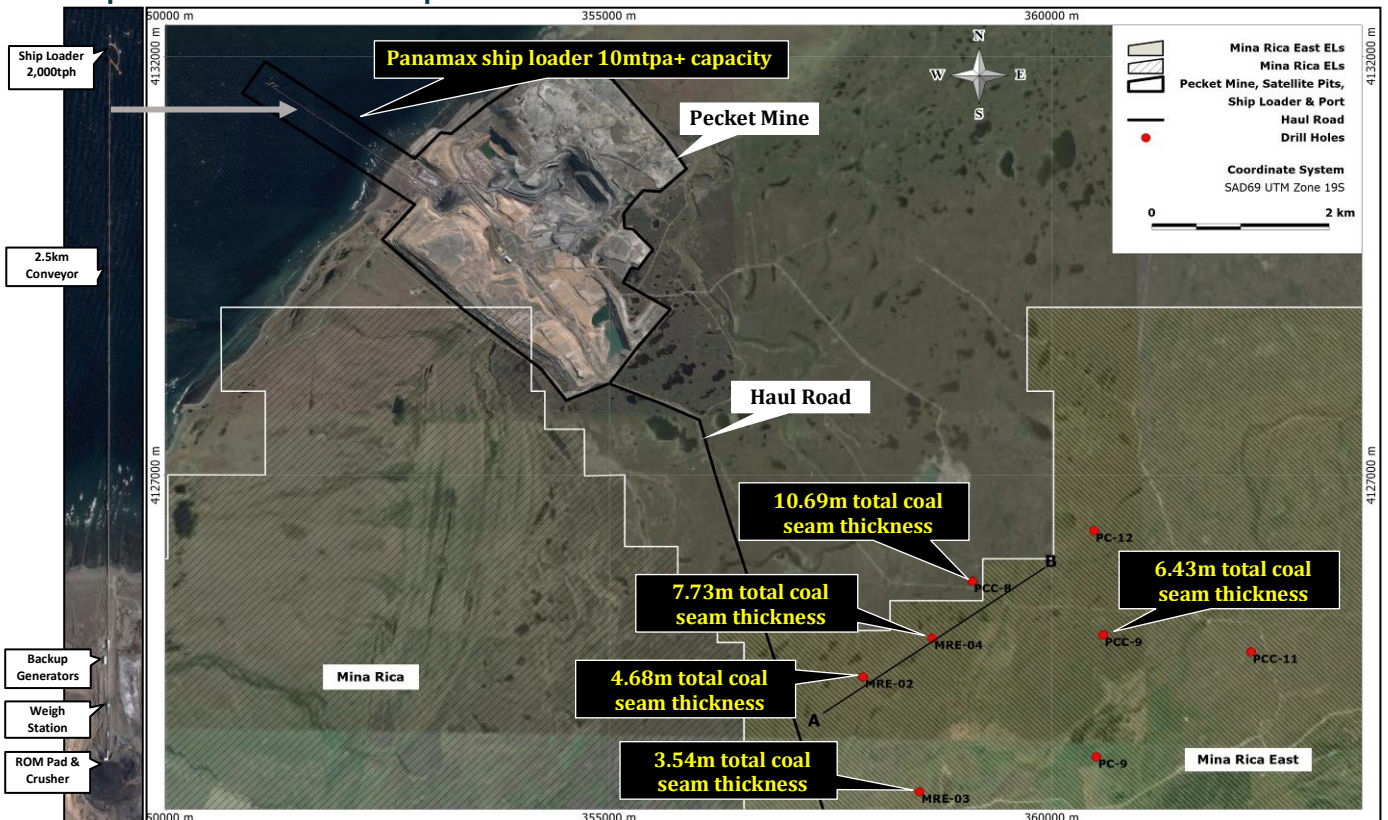 50000 m
355000 m
360000 m
4132000 m
4132000 m
Ship Loader
2,000tph
Panamax ship loader 10mtpa+ capacity
Pecket Mine
N
W
E
S
Mina Rica East ELs
Mina Rica ELs
Pecket Mine, Satellite Pits,
Ship Loader & Port
Haul Road
Drill Holes
Coordinate System
SAD69 UTM Zone 19S
0
2 km
2.5km
Conveyor
Haul Road
4127000 m
4127000 m
10.69m total coal
seam thickness
PC-12
B
PCC-8
6.43m total coal
seam thickness
7.73m total coal
seam thickness
MRE-04
PCC-9
PCC-11
4.68m total coal
seam thickness
MRE-02
A
Mina Rica
Backup
Generators
Weigh
Station
ROM Pad &
Crusher
3.54m total coal
seam thickness
MRE-03
PC-9
Mina Rica East
50000 m
355000 m
360000 m